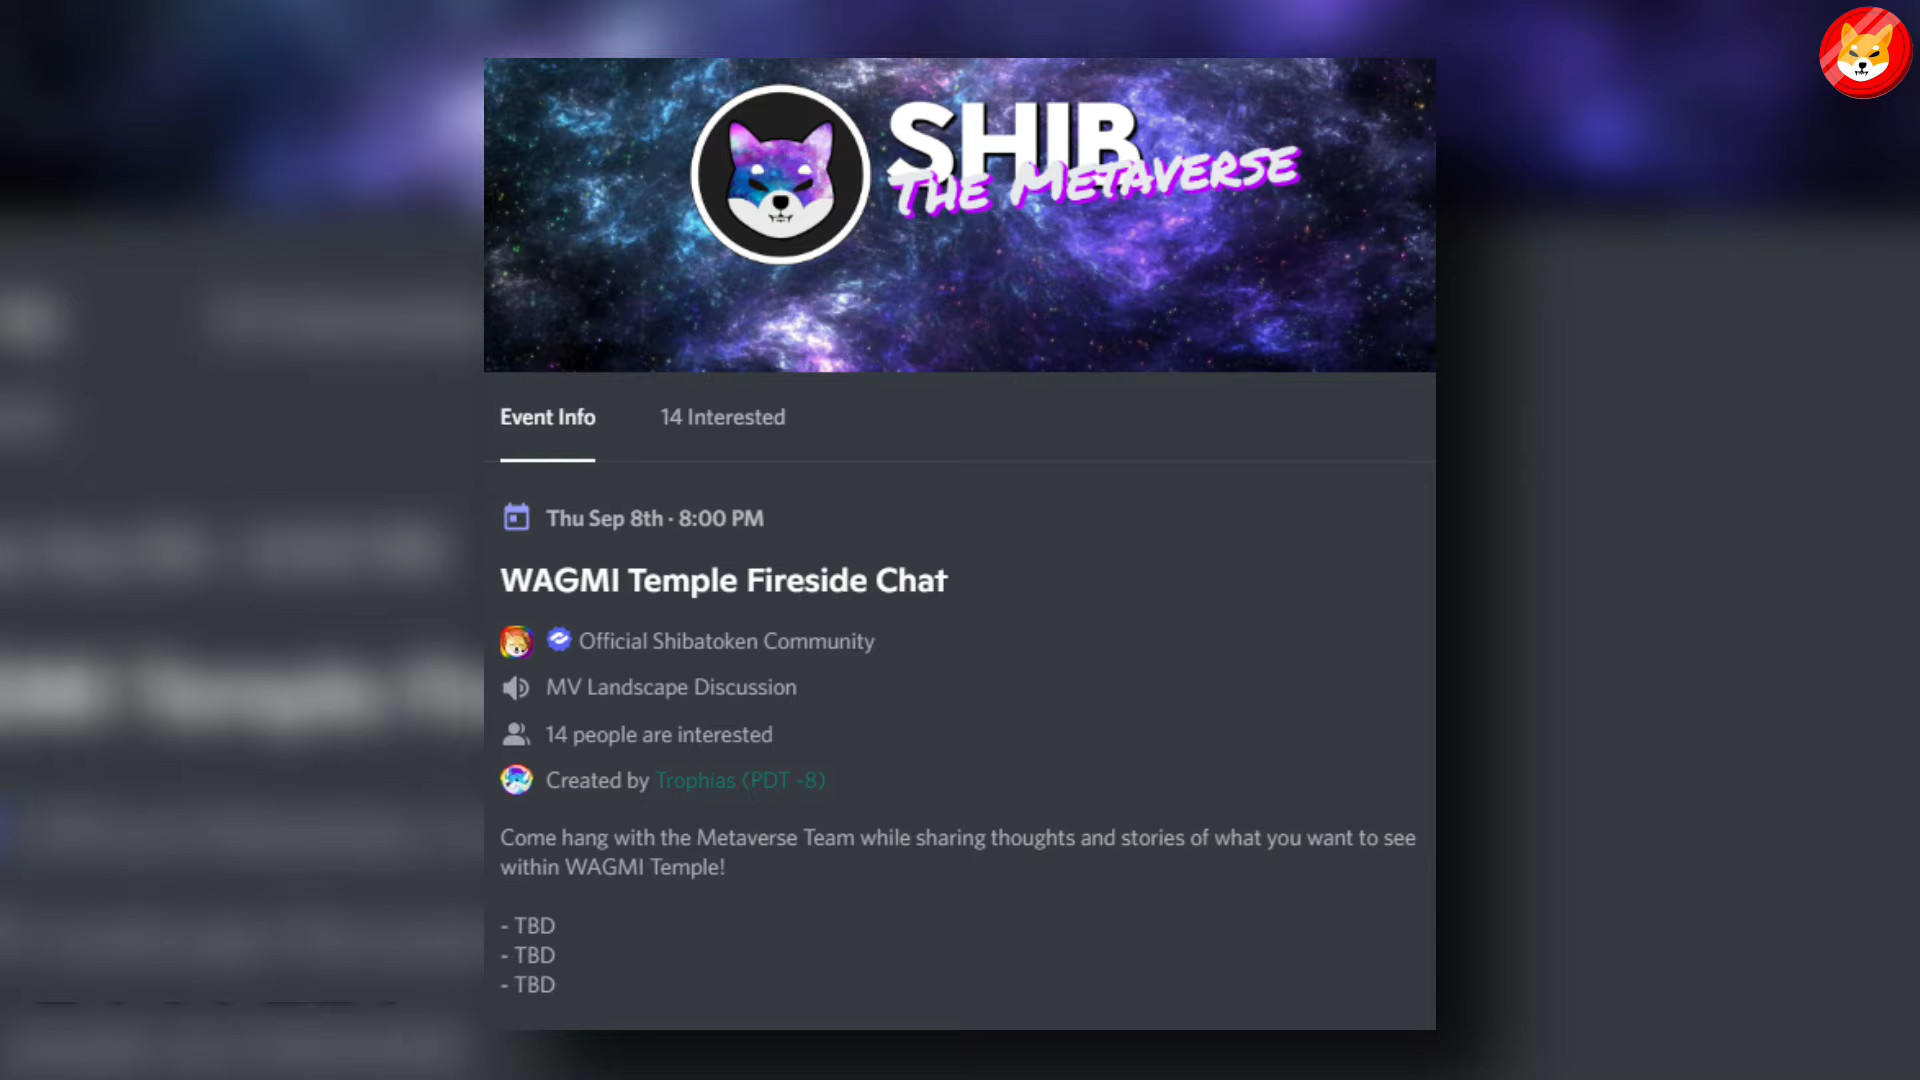 SHIB
THE METAVERSE
Event Info
14 Interested
Thu Sep 8th · 8:00 PM
WAGMI Temple Fireside Chat
Official Shibatoken Community
MV Landscape Discussion
14 people are interested
Created by Trophias (PDT -8)
Come hang with the Metaverse Team while sharing thoughts and stories of what you want to see
within WAGMI Temple!
- TBD
- TBD
- TBD